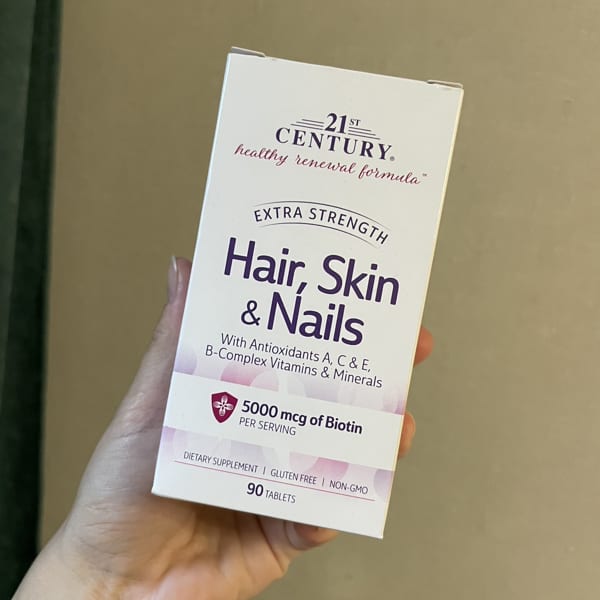 21ST
CENTURY®
healthy renewal formula™
EXTRA STRENGTH
Hair, Skin
& Nails
With Antioxidants A, C & E,
B-Complex Vitamins & Minerals
5000 mcg of Biotin
PER SERVING
DIETARY SUPPLEMENT | GLUTEN FREE | NON-GMO
90 TABLETS